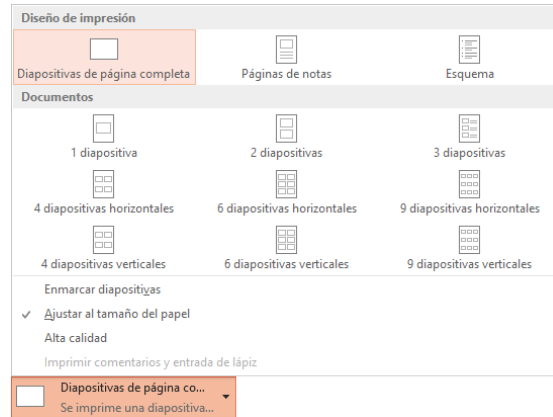 Diseño de impresión
Diapositivas de página completa
Páginas de notas
Esquema
Documentos
1 diapositiva
2 diapositivas
3 diapositivas
4 diapositivas horizontales
6 diapositivas horizontales
9 diapositivas horizontales
4 diapositivas verticales
6 diapositivas verticales
9 diapositivas verticales
Enmarcar diapositivas
✓ Ajustar al tamaño del papel
Alta calidad
Imprimir comentarios y entrada de lápiz
Diapositivas de página co...
Se imprime una diapositiva...